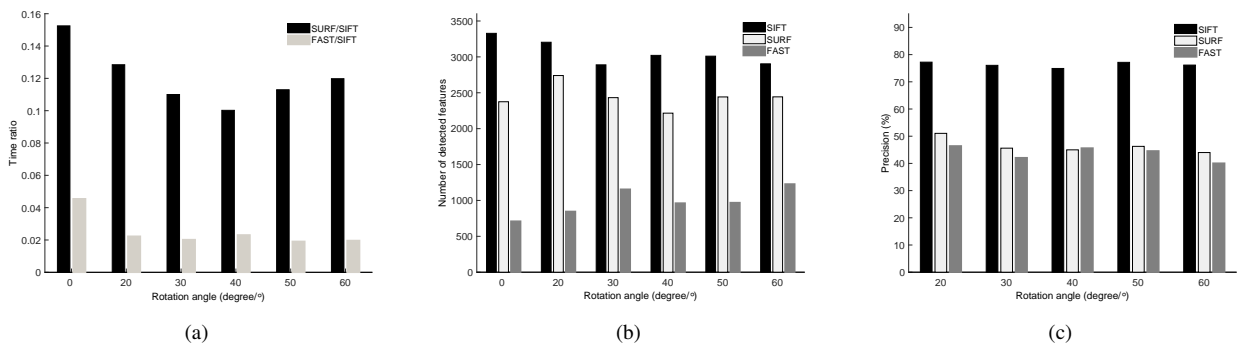 0.16
0.14
0.12
0.1
0.08
0.06
0.04
0.02
0
Time ratio
SURF/SIFT
FAST/SIFT
0 20 30 40 50 60
Rotation angle (degree/°)
(a)
3500
3000
2500
2000
1500
1000
500
0
Number of detected features
SIFT
SURF
FAST
0 20 30 40 50 60
Rotation angle (degree/°)
(b)
90
80
70
60
50
40
30
20
10
0
Precision (%)
SIFT
SURF
FAST
20 30 40 50 60
Rotation angle (degree/°)
(c)